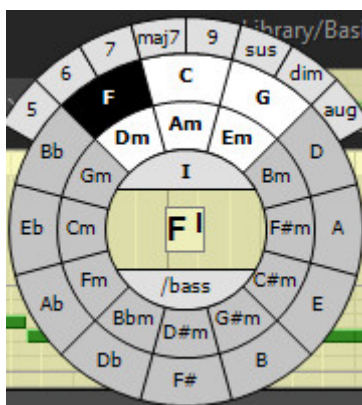 Library/Bas
5 6 7 maj7 9 sus dim aug
F C G
Dm Am Em
Bb D
Gm I Bm
Eb Cm F I F#m A
Fm /bass C#m
Ab E
Bbm D#m G#m
Db F# B